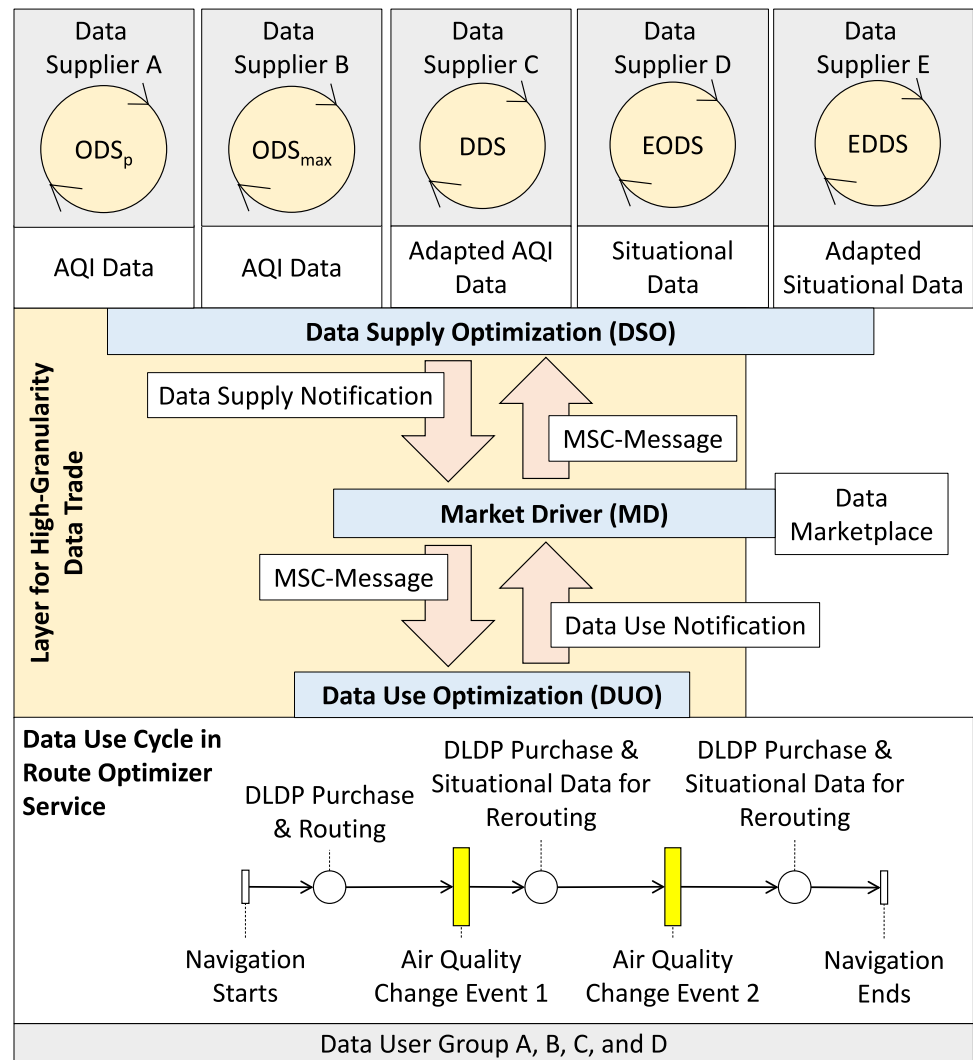 Data
Supplier A
Data
Supplier B
Data
Supplier C
Data
Supplier D
Data
Supplier E
ODSp
ODSmax
DDS
EODS
EDDS
AQI Data
AQI Data
Adapted AQI
Data
Situational
Data
Adapted
Situational Data
Data Supply Optimization (DSO)
Layer for High-Granularity
Data Trade
Data Supply Notification
MSC-Message
Market Driver (MD)
Data
Marketplace
MSC-Message
Data Use Notification
Data Use Optimization (DUO)
Data Use Cycle in
Route Optimizer
Service
DLDP Purchase
& Routing
DLDP Purchase &
Situational Data for
Rerouting
DLDP Purchase &
Situational Data for
Rerouting
Navigation
Starts
Air Quality
Change Event 1
Air Quality
Change Event 2
Navigation
Ends
Data User Group A, B, C, and D